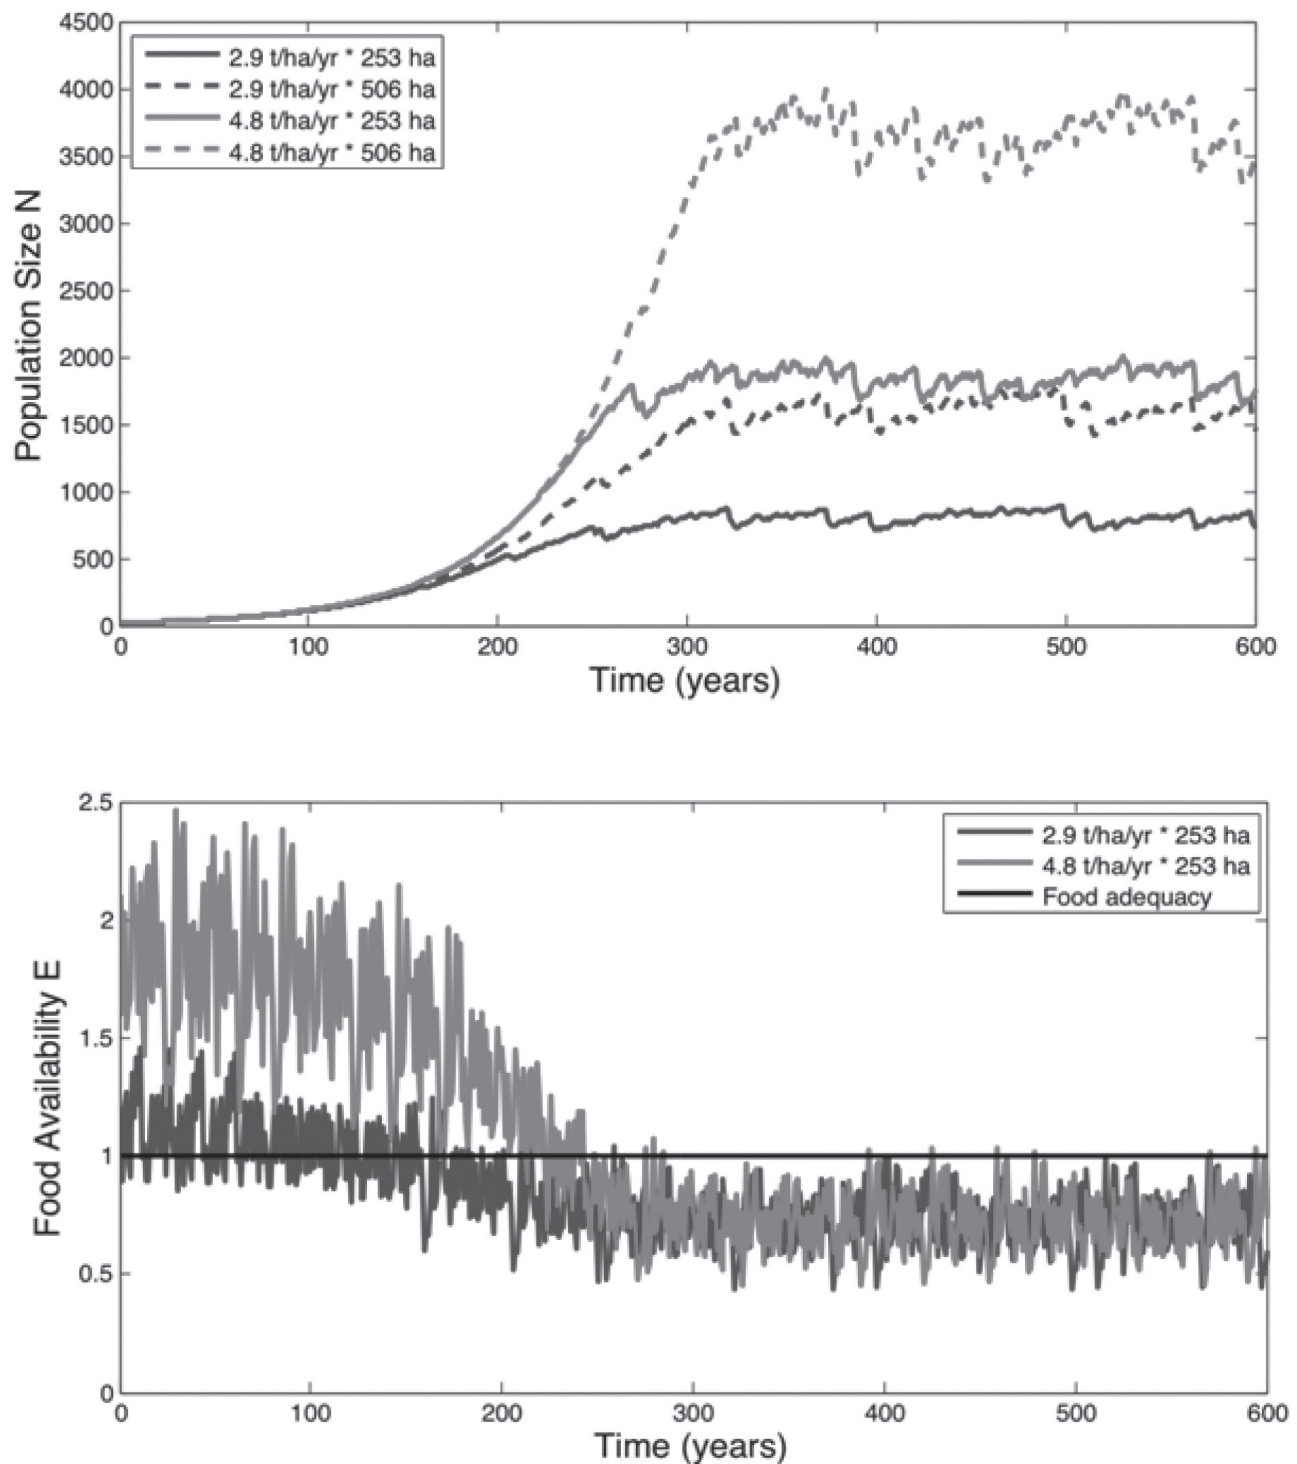 4500
4000
3500
3000
2500
2000
1500
1000
500
0
Population Size N
2.9 t/ha/yr * 253 ha
2.9 t/ha/yr * 506 ha
4.8 t/ha/yr * 253 ha
4.8 t/ha/yr * 506 ha
0 100 200 300 400 500 600
Time (years)
2.5
2
1.5
1
0.5
0
Food Availability E
2.9 t/ha/yr * 253 ha
4.8 t/ha/yr * 253 ha
Food adequacy
0 100 200 300 400 500 600
Time (years)